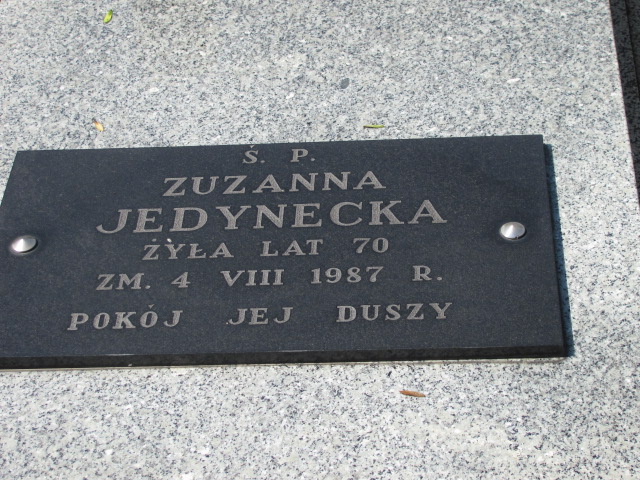 Ś. P.
ZUZANNA
JEDYNECKA
ŻYŁA LAT 70
ZM. 4 VIII 1987 R.
POKÓJ JEJ DUSZY